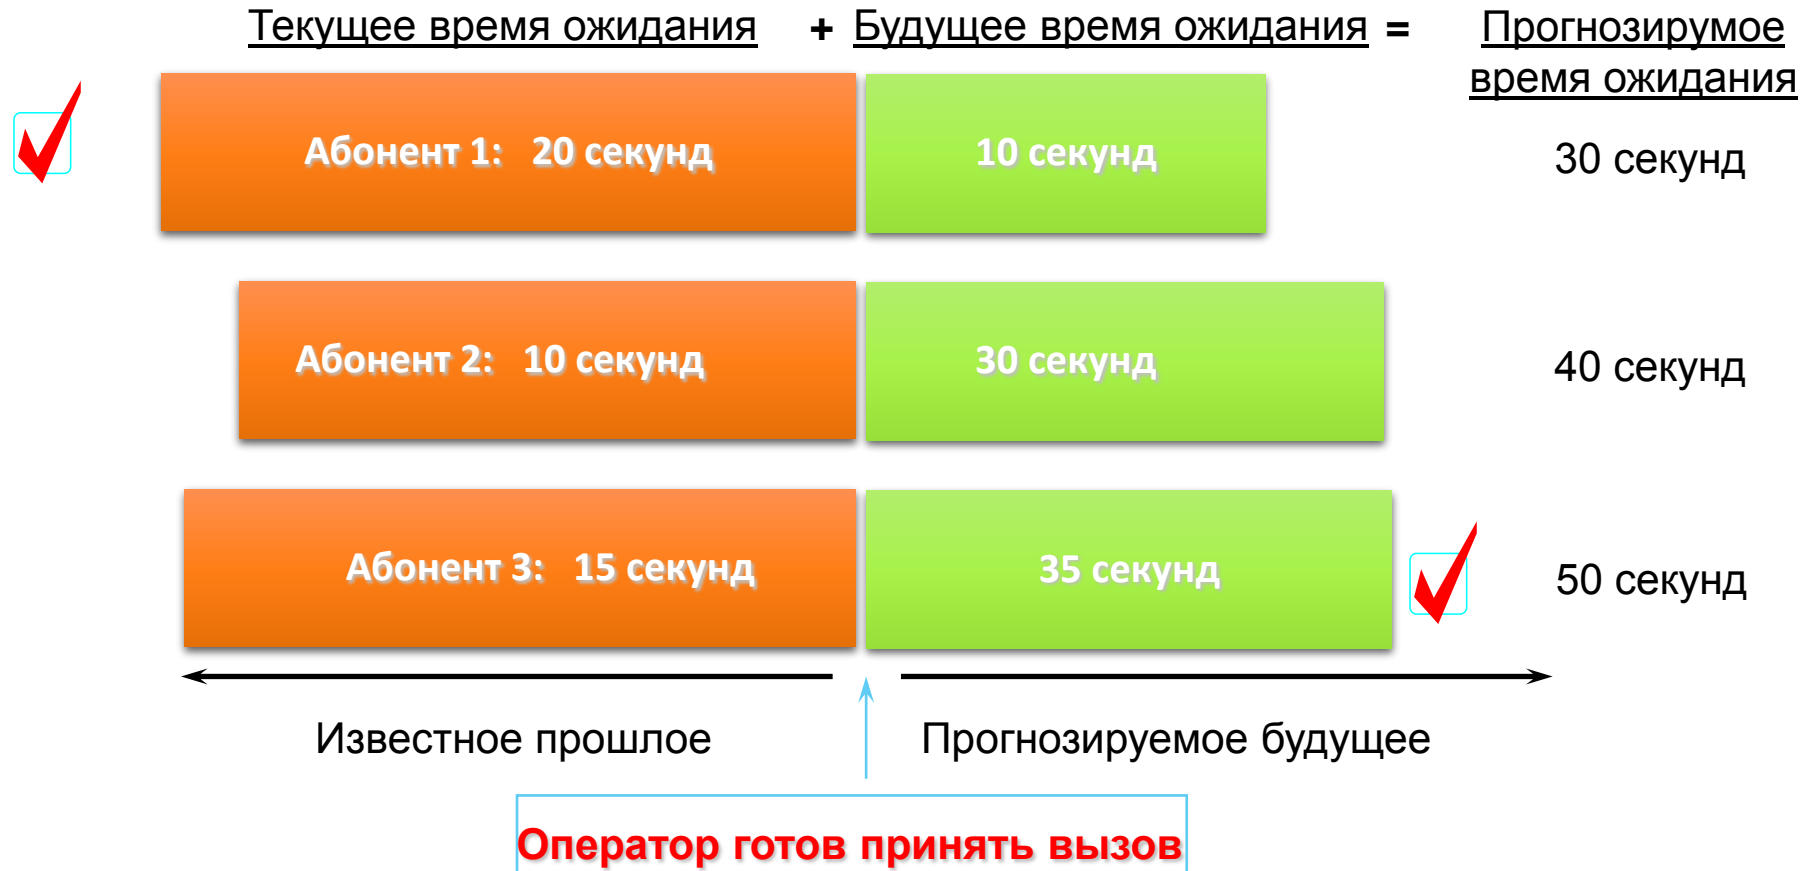 Текущее время ожидания + Будущее время ожидания = Прогнозирумое
время ожидания
Абонент 1: 20 секунд 10 секунд 30 секунд
Абонент 2: 10 секунд 30 секунд 40 секунд
Абонент 3: 15 секунд 35 секунд 50 секунд
Известное прошлое Прогнозируемое будущее
Оператор готов принять вызов